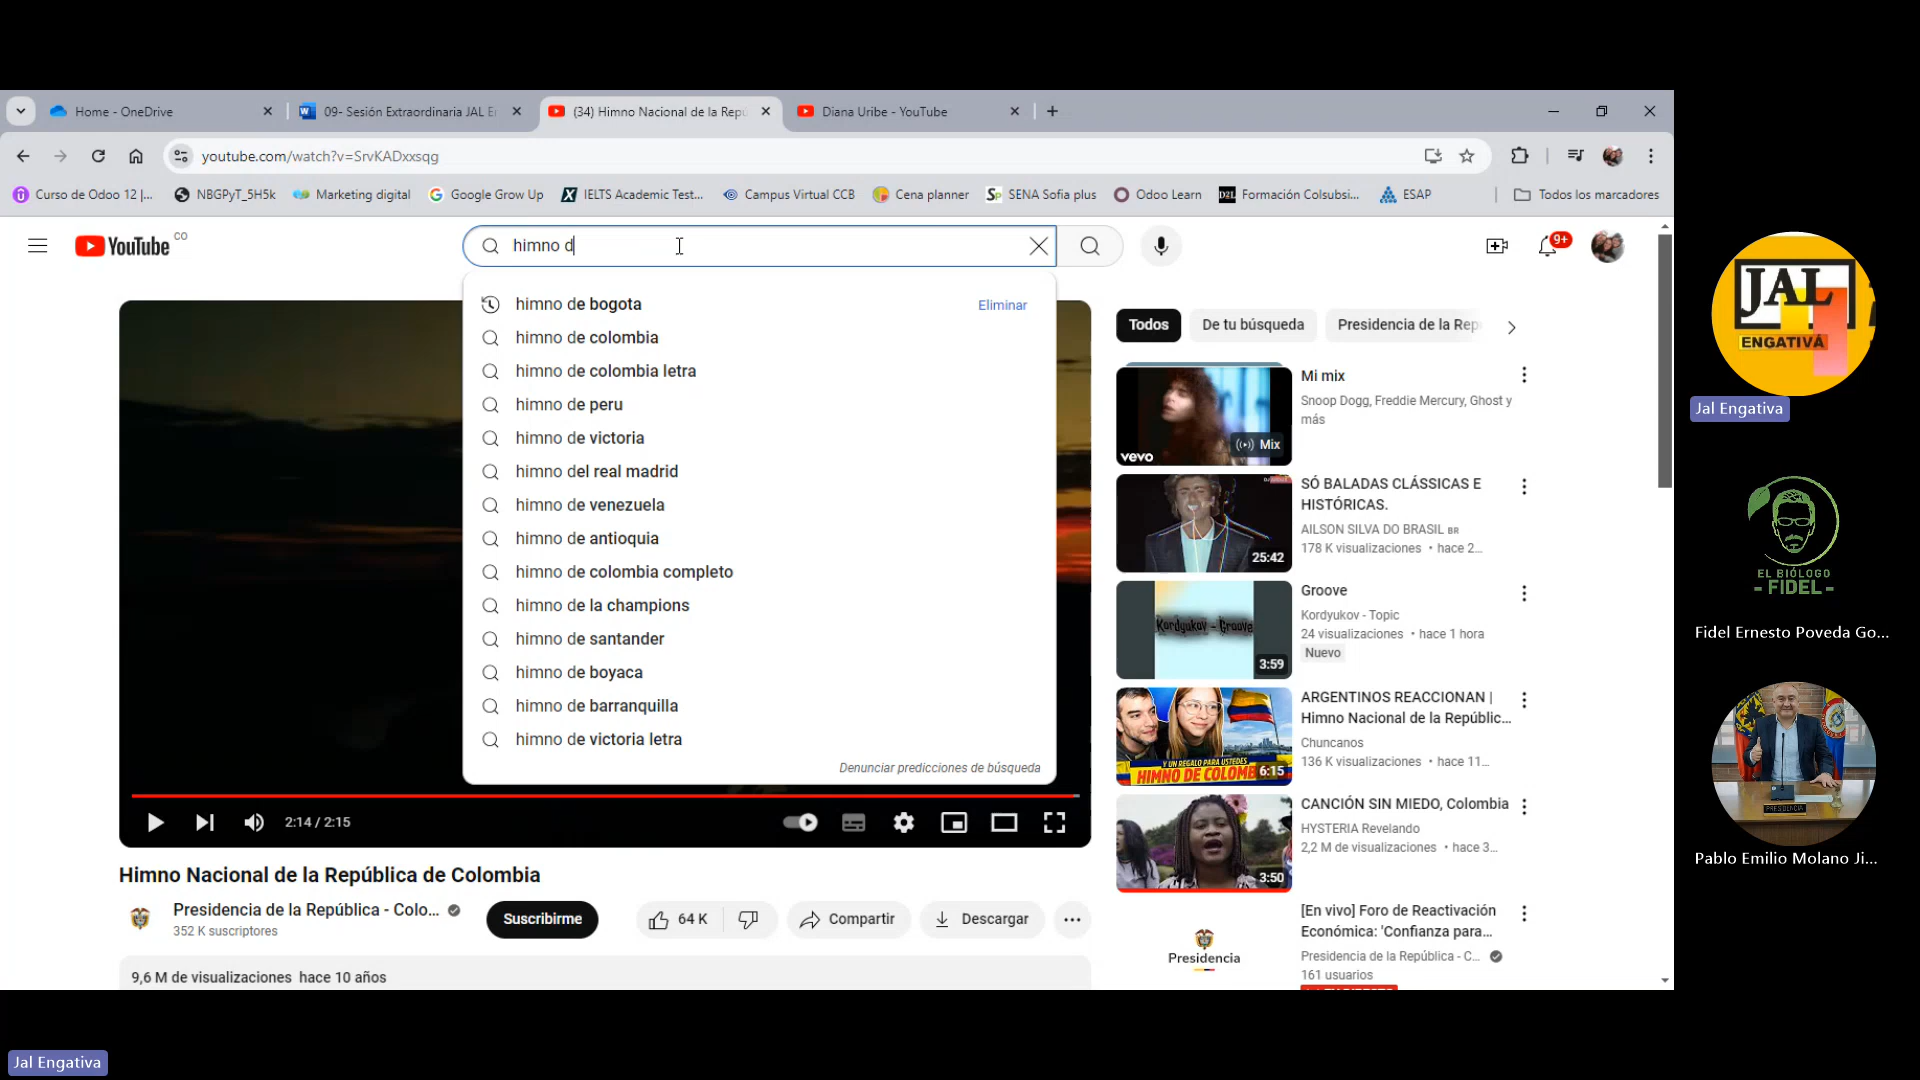 Home - OneDrive
09- Sesión Extraordinaria JAL E
(34) Himno Nacional de la Repú
Diana Uribe - YouTube
youtube.com/watch?v=SrvKADxxsqg
Curso de Odoo 12 |...
NBGPyT_5H5k
Marketing digital
Google Grow Up
IELTS Academic Test...
Campus Virtual CCB
Cena planner
SENA Sofia plus
Odoo Learn
Formación Colsubsi...
ESAP
Todos los marcadores
YouTube CO
himno d
9+
himno de bogota
Eliminar
himno de colombia
himno de colombia letra
himno de peru
himno de victoria
himno del real madrid
himno de venezuela
himno de antioquia
himno de colombia completo
himno de la champions
himno de santander
himno de boyaca
himno de barranquilla
himno de victoria letra
Denunciar predicciones de búsqueda
2:14 / 2:15
Himno Nacional de la República de Colombia
Presidencia de la República - Colo...
352 K suscriptores
Suscribirme
64 K
Compartir
Descargar
9,6 M de visualizaciones hace 10 años
Todos
De tu búsqueda
Presidencia de la Rep
vevo
Mix
Mi mix
Snoop Dogg, Freddie Mercury, Ghost y
más
25:42
SÓ BALADAS CLÁSSICAS E
HISTÓRICAS.
AILSON SILVA DO BRASIL BR
178 K visualizaciones • hace 2...
Kordyukov - Groove
3:59
Groove
Kordyukov - Topic
24 visualizaciones • hace 1 hora
Nuevo
Y UN REGALO PARA USTEDES
HIMNO DE COLOMB
6:15
ARGENTINOS REACCIONAN |
Himno Nacional de la Repúblic...
Chuncanos
136 K visualizaciones • hace 11...
3:50
CANCIÓN SIN MIEDO, Colombia
HYSTERIA Revelando
2,2 M de visualizaciones • hace 3...
Presidencia
[En vivo] Foro de Reactivación
Económica: 'Confianza para...
Presidencia de la República - C...
161 usuarios
JAL
ENGATIVÁ
Jal Engativa
EL BIÓLOGO
- FIDEL -
Fidel Ernesto Poveda Go...
PRESIDENCIA
Pablo Emilio Molano Ji...
Jal Engativa